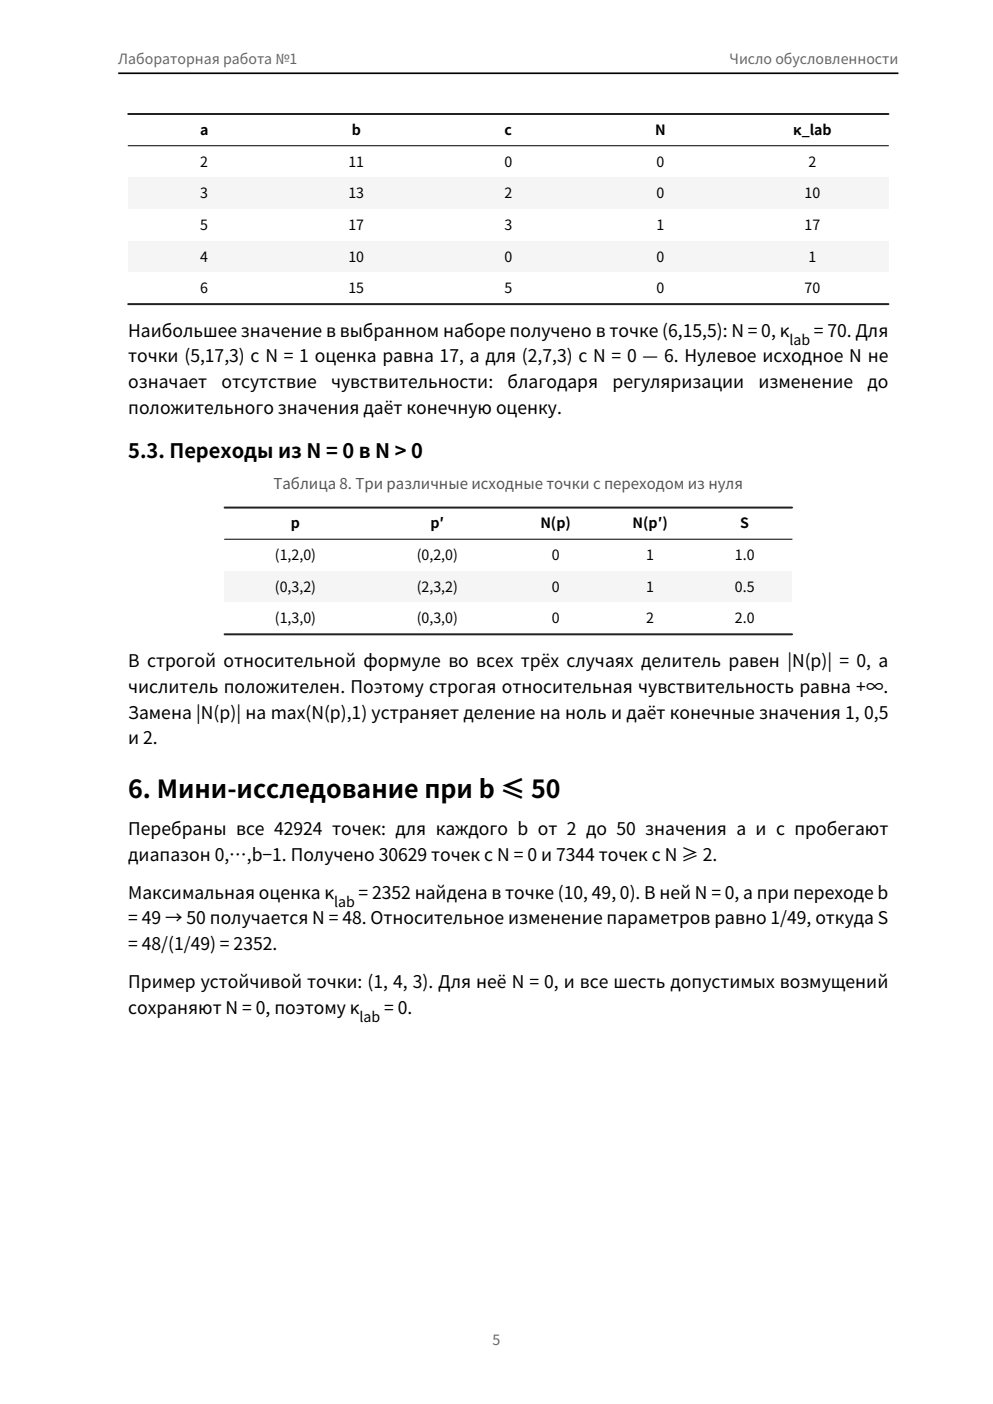 Лабораторная работа №1 Число обусловленности
a b c N κ_lab
2 11 0 0 2
3 13 2 0 10
5 17 3 1 17
4 10 0 0 1
6 15 5 0 70
Наибольшее значение в выбранном наборе получено в точке (6,15,5): N = 0, κlab = 70. Для
точки (5,17,3) с N = 1 оценка равна 17, а для (2,7,3) с N = 0 — 6. Нулевое исходное N не
означает отсутствие чувствительности: благодаря регуляризации изменение до
положительного значения даёт конечную оценку.
5.3. Переходы из N = 0 в N > 0
Таблица 8. Три различные исходные точки с переходом из нуля
p p′ N(p) N(p′) S
(1,2,0) (0,2,0) 0 1 1.0
(0,3,2) (2,3,2) 0 1 0.5
(1,3,0) (0,3,0) 0 2 2.0
В строгой относительной формуле во всех трёх случаях делитель равен |N(p)| = 0, а
числитель положителен. Поэтому строгая относительная чувствительность равна +∞.
Замена |N(p)| на max(N(p),1) устраняет деление на ноль и даёт конечные значения 1, 0,5
и 2.
6. Мини-исследование при b ⩽ 50
Перебраны все 42924 точек: для каждого b от 2 до 50 значения a и c пробегают
диапазон 0,⋯,b−1. Получено 30629 точек с N = 0 и 7344 точек с N ⩾ 2.
Максимальная оценка κlab = 2352 найдена в точке (10, 49, 0). В ней N = 0, а при переходе b
= 49 → 50 получается N = 48. Относительное изменение параметров равно 1/49, откуда S
= 48/(1/49) = 2352.
Пример устойчивой точки: (1, 4, 3). Для неё N = 0, и все шесть допустимых возмущений
сохраняют N = 0, поэтому κlab = 0.
5